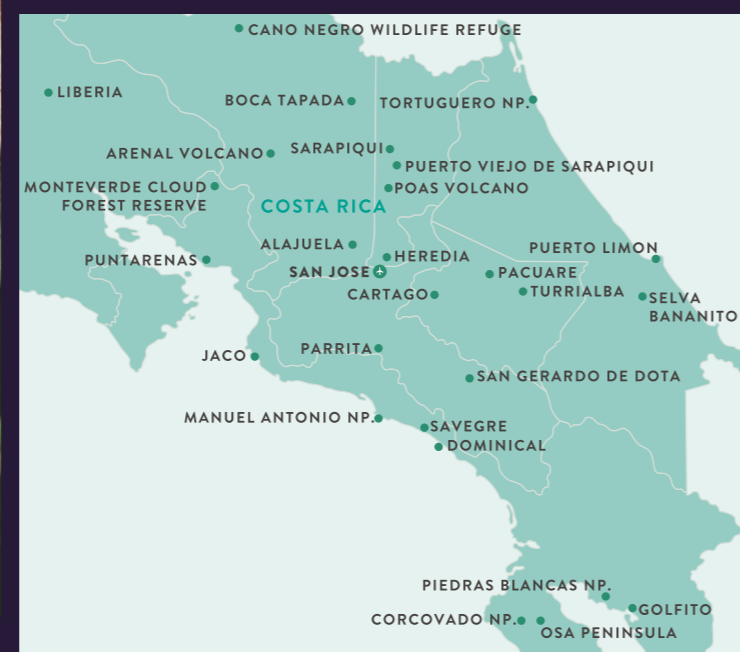 CANO NEGRO WILDLIFE REFUGE
LIBERIA
BOCA TAPADA
TORTUGUERO NP.
ARENAL VOLCANO
SARAPIQUI
PUERTO VIEJO DE SARAPIQUI
MONTEVERDE CLOUD
FOREST RESERVE
POAS VOLCANO
COSTA RICA
ALAJUELA
HEREDIA
PUERTO LIMON
PUNTARENAS
SAN JOSE
PACUARE
CARTAGO
TURRIALBA
SELVA
BANANITO
JACO
PARRITA
SAN GERARDO DE DOTA
MANUEL ANTONIO NP.
SAVEGRE
DOMINICAL
PIEDRAS BLANCAS NP.
GOLFITO
CORCOVADO NP.
OSA PENINSULA